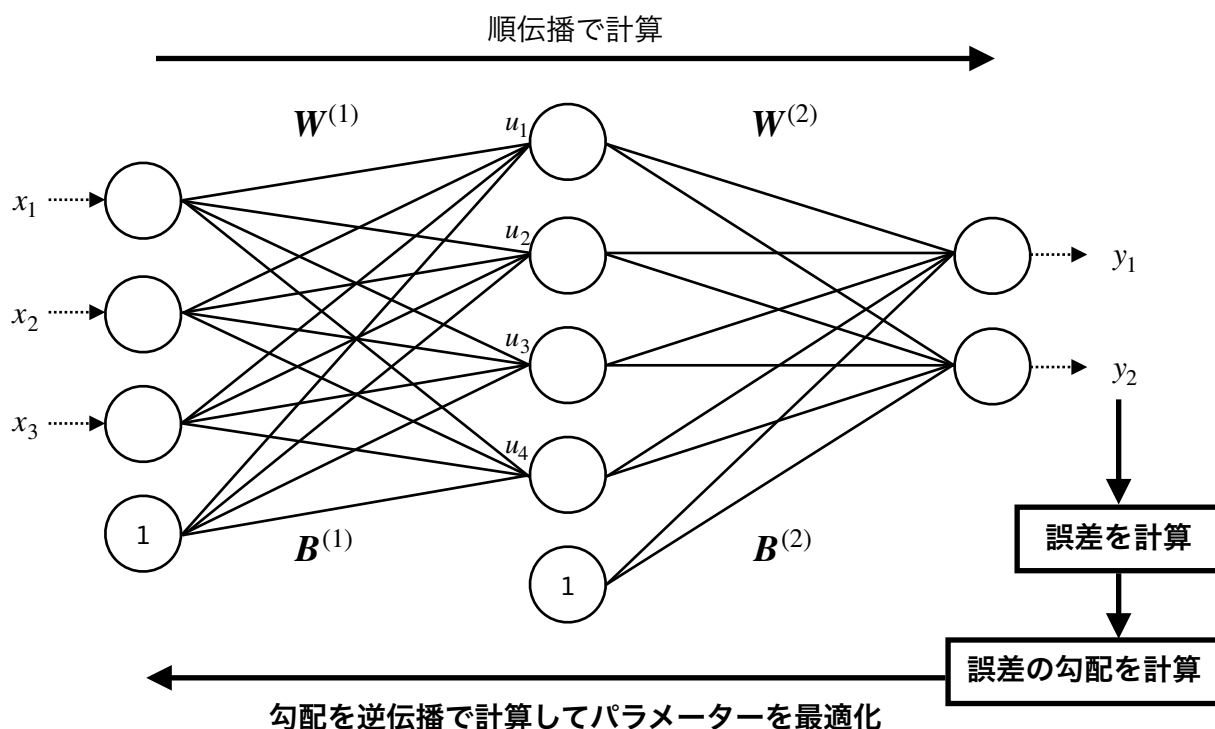 順伝播で計算
W(1)
W(2)
u1
x1
u2
y1
x2
u3
y2
x3
u4
1
B(1)
B(2)
誤差を計算
1
誤差の勾配を計算
勾配を逆伝播で計算してパラメーターを最適化